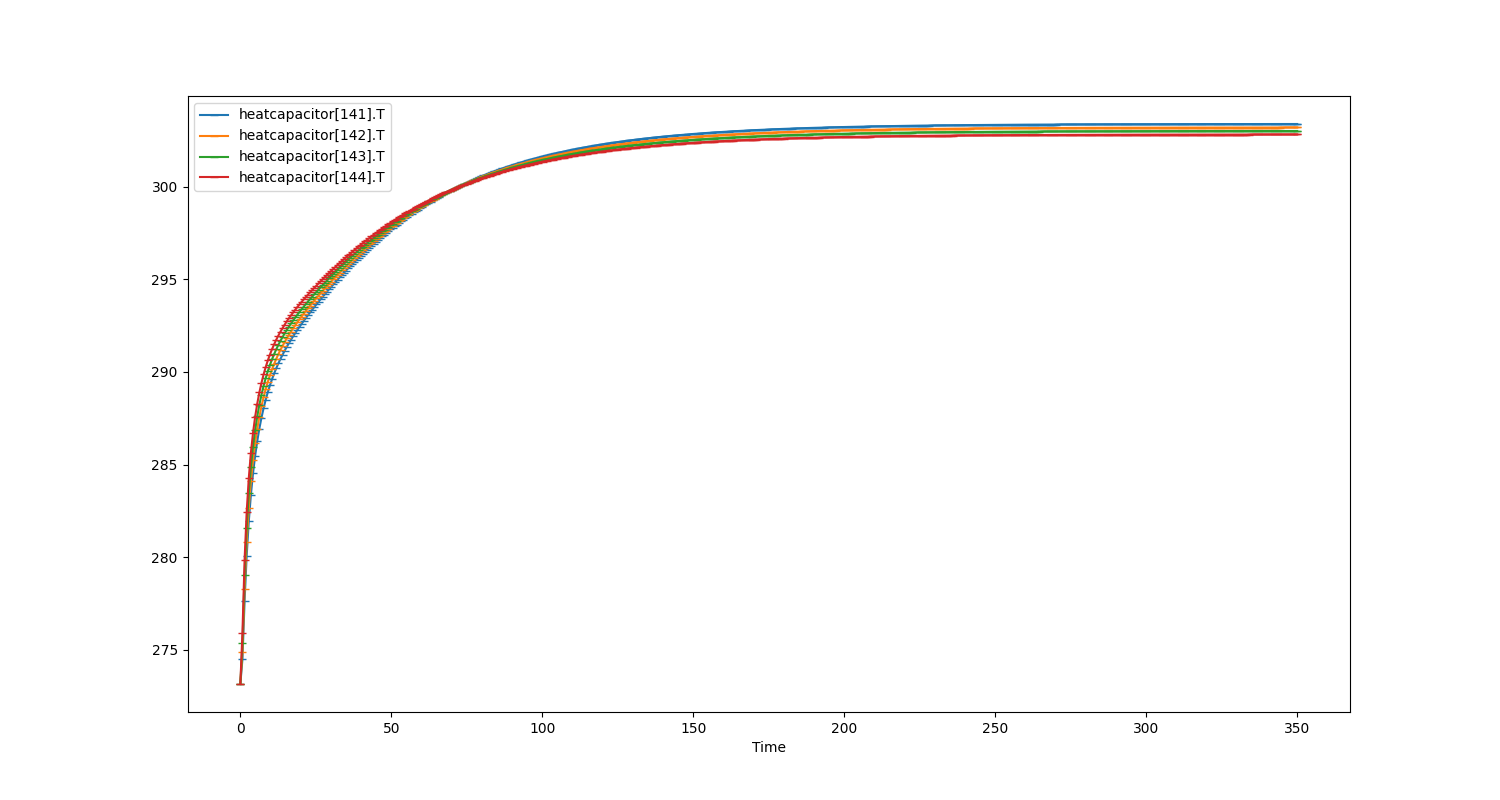 heatcapacitor[141].T
heatcapacitor[142].T
heatcapacitor[143].T
heatcapacitor[144].T
300
295
290
285
280
275
0 50 100 150 200 250 300 350
Time